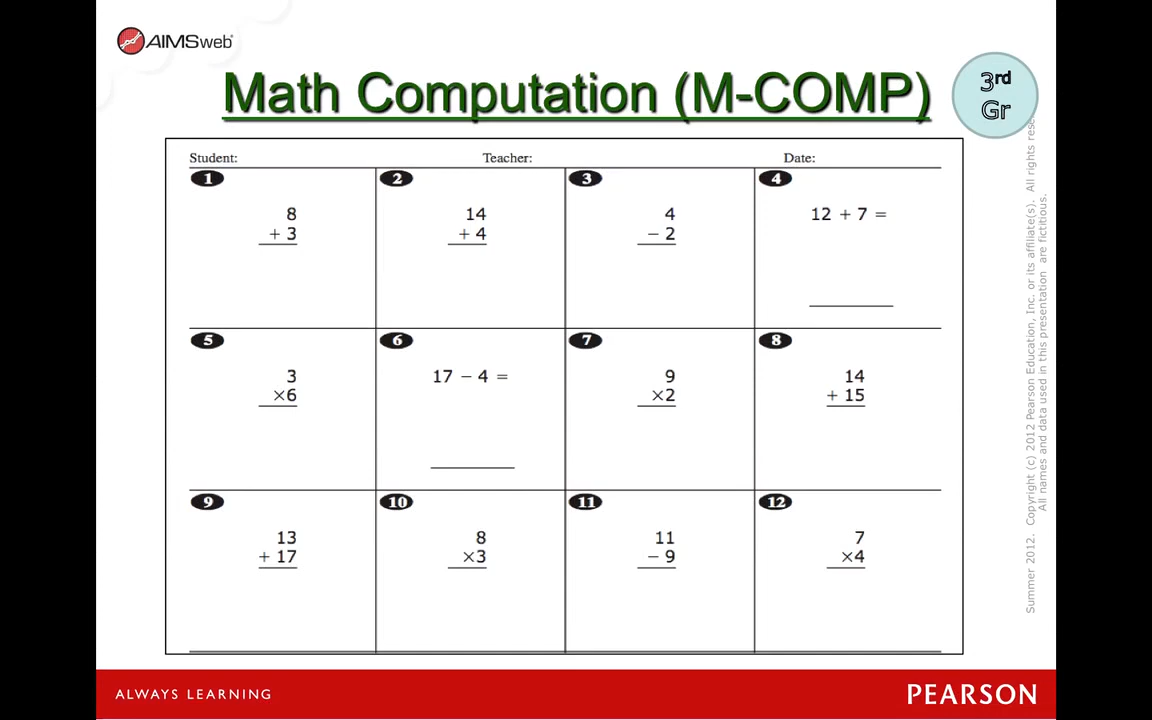 AIMSweb®
Math Computation (M-COMP)
3rd
Gr
Student: Teacher: Date:
1 2 3 4
8 14 4 12 + 7 =
+ 3 + 4 − 2
5 6 7 8
3 17 − 4 = 9 14
×6 ×2 + 15
9 10 11 12
13 8 11 7
+ 17 ×3 − 9 ×4
Summer 2012. Copyright (c) 2012 Pearson Education, Inc. or its affiliate(s). All rights rese
All names and data used in this presentation are fictitious.
ALWAYS LEARNING
PEARSON